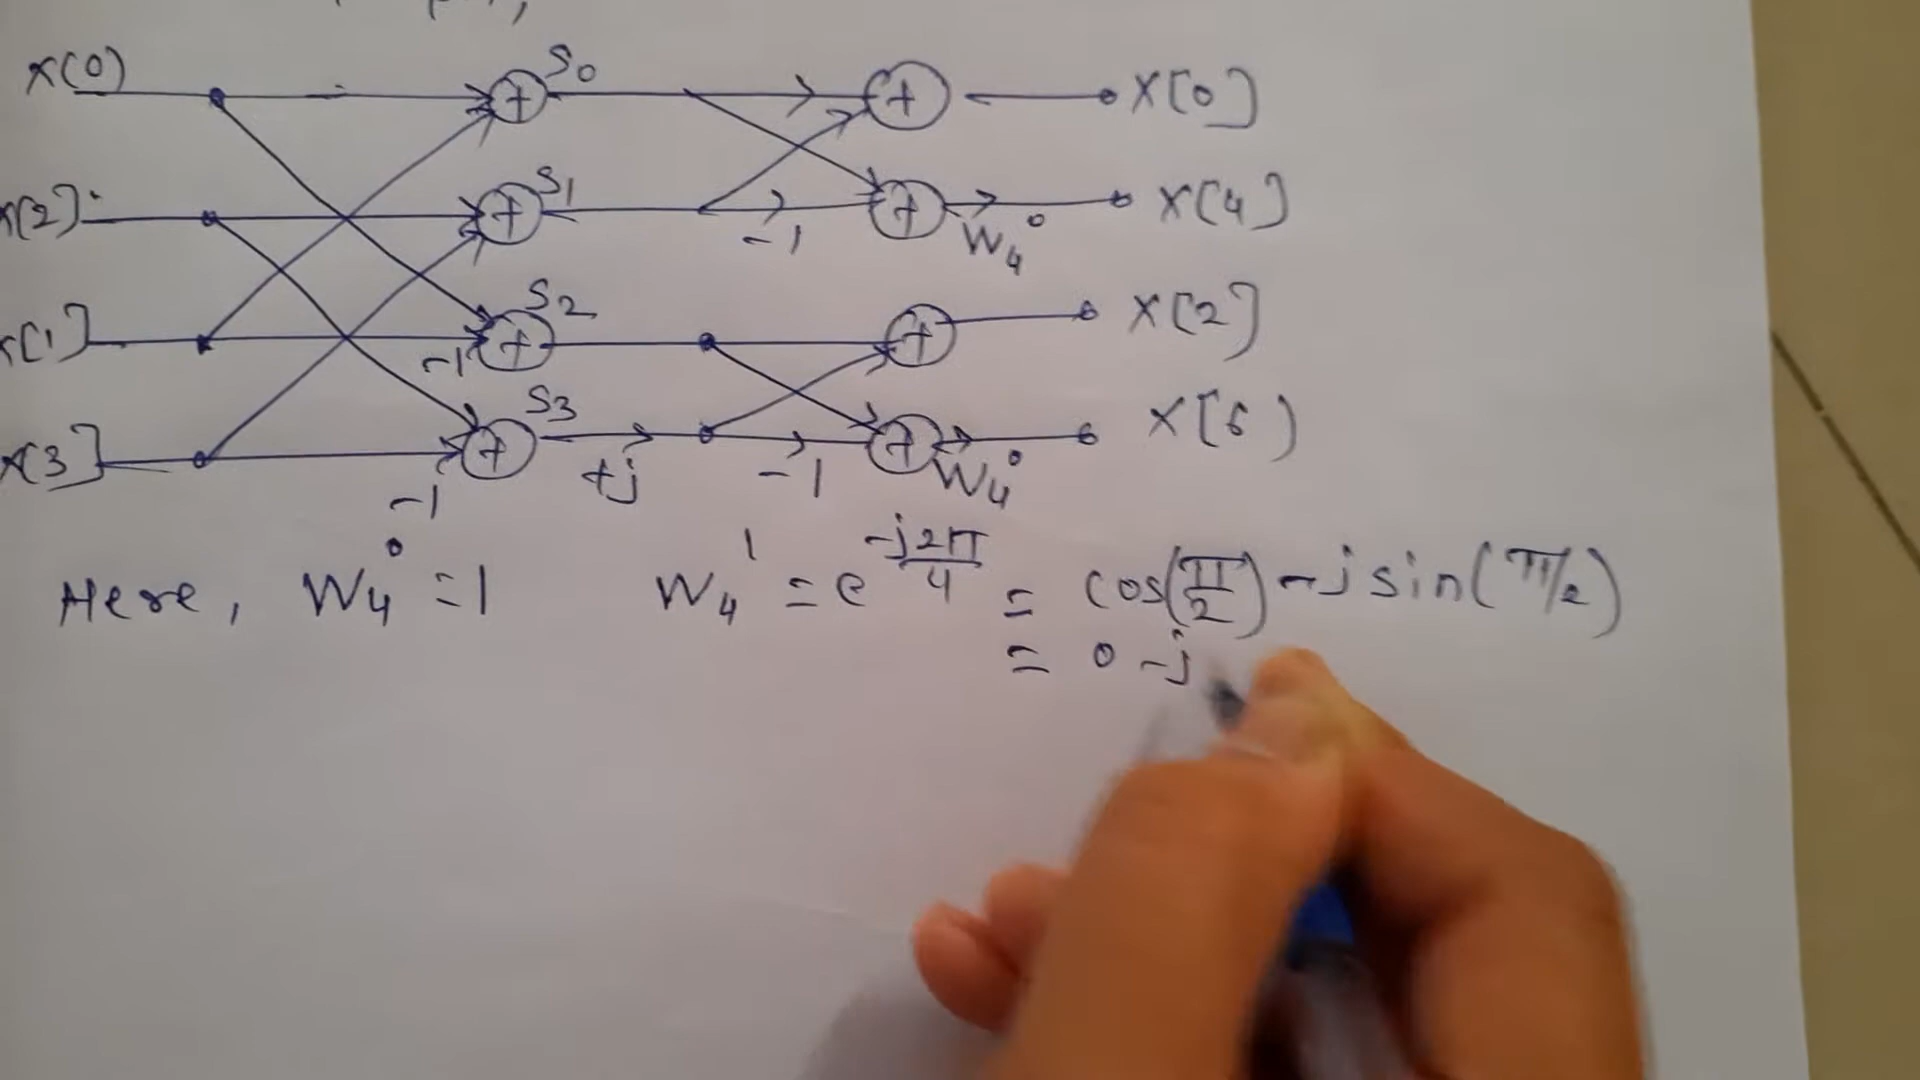 x(0) S0 X[0]
x[2] S1 -1 W4^0 X[4]
x[1] -1 S2 X[2]
x[3] -1 S3 +j -1 W4^0 X[6)
Here, W4^0 = 1 W4^1 = e^(-j2π/4) = cos(π/2) - j sin(π/2)
= 0 - j